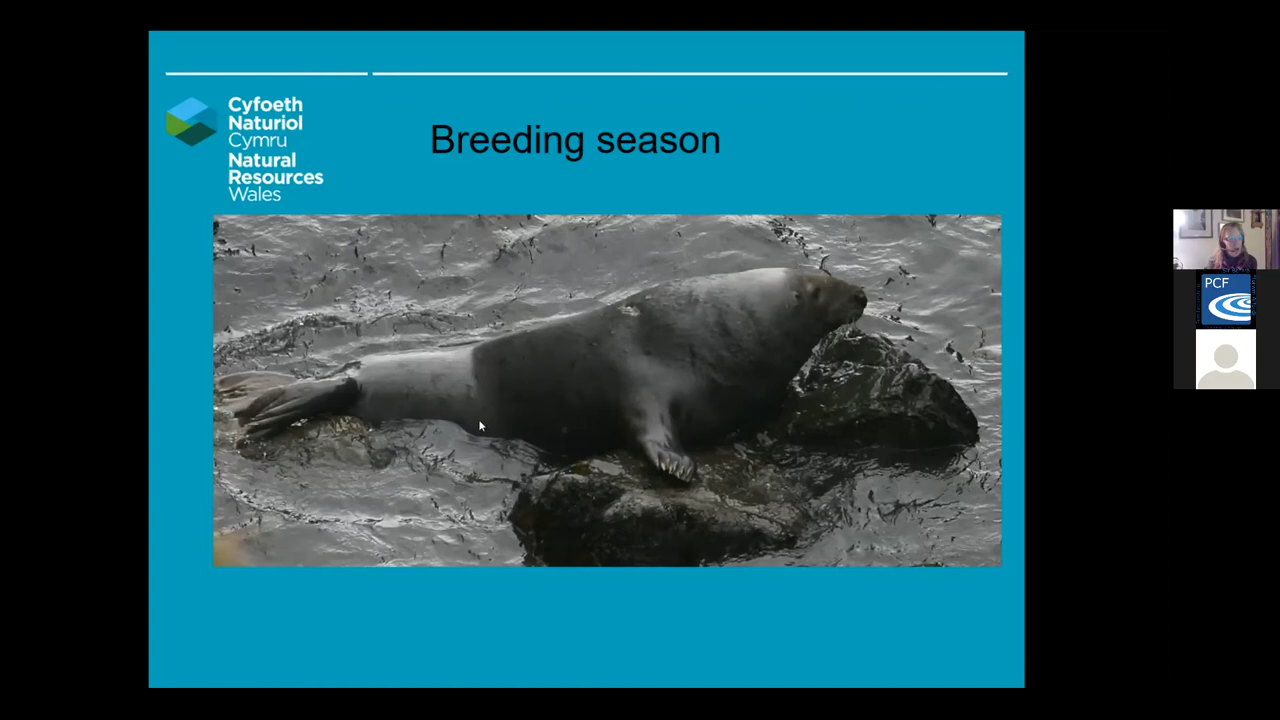 Cyfoeth
Naturiol
Cymru
Natural
Resources
Wales
Breeding season
PCF